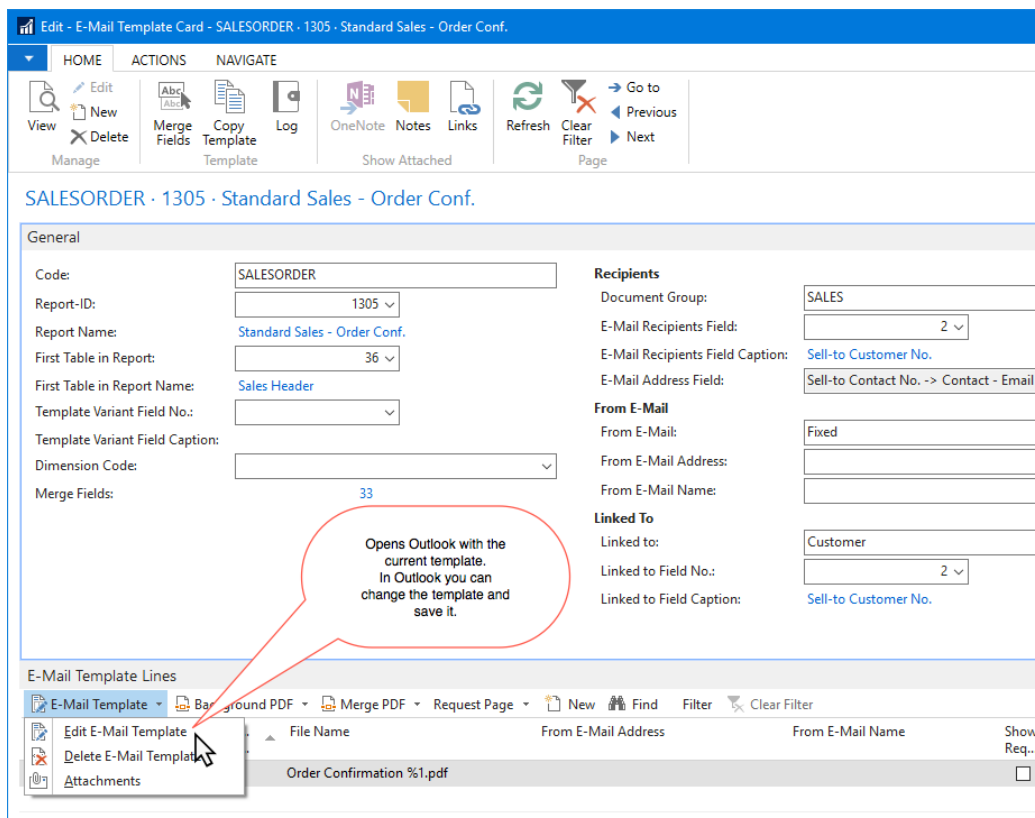 Edit - E-Mail Template Card - SALESORDER · 1305 · Standard Sales - Order Conf.
HOME ACTIONS NAVIGATE
View
Edit
New
Delete
Manage
Abc
Abc
Merge Fields
Copy Template
Log
Template
OneNote
Notes
Links
Show Attached
Refresh
Clear Filter
Go to
Previous
Next
Page
SALESORDER · 1305 · Standard Sales - Order Conf.
General
Code: SALESORDER
Report-ID: 1305
Report Name: Standard Sales - Order Conf.
First Table in Report: 36
First Table in Report Name: Sales Header
Template Variant Field No.:
Template Variant Field Caption:
Dimension Code:
Merge Fields: 33
Recipients
Document Group: SALES
E-Mail Recipients Field: 2
E-Mail Recipients Field Caption: Sell-to Customer No.
E-Mail Address Field: Sell-to Contact No. -> Contact - Email
From E-Mail
From E-Mail: Fixed
From E-Mail Address:
From E-Mail Name:
Linked To
Linked to: Customer
Linked to Field No.: 2
Linked to Field Caption: Sell-to Customer No.
Opens Outlook with the
current template.
In Outlook you can
change the template and
save it.
E-Mail Template Lines
E-Mail Template Background PDF Merge PDF Request Page New Find Filter Clear Filter
Edit E-Mail Template
Delete E-Mail Template
Attachments
File Name From E-Mail Address From E-Mail Name Show
Req..
Order Confirmation %1.pdf